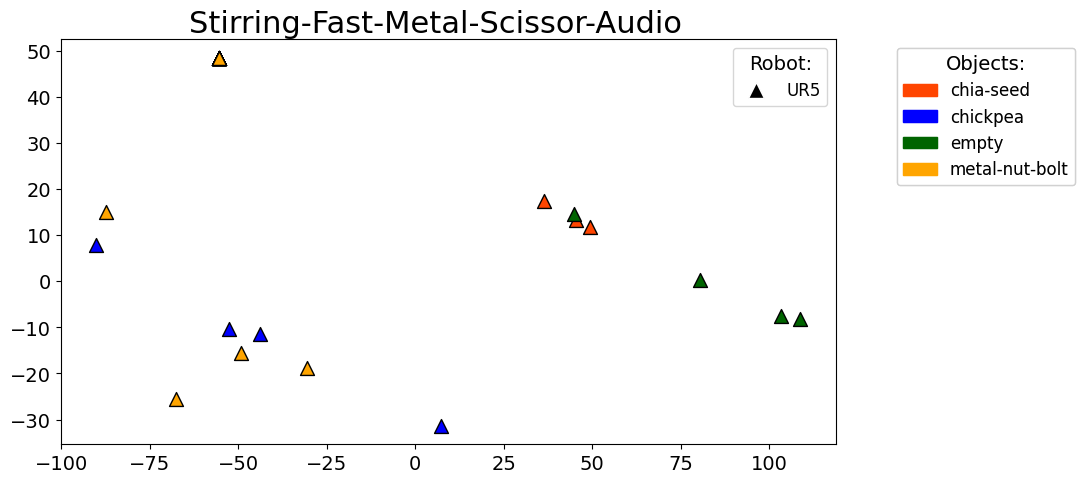 Stirring-Fast-Metal-Scissor-Audio
50
40
30
20
10
0
−10
−20
−30
−100
−75
−50
−25
0
25
50
75
100
Robot:
UR5
Objects:
chia-seed
chickpea
empty
metal-nut-bolt